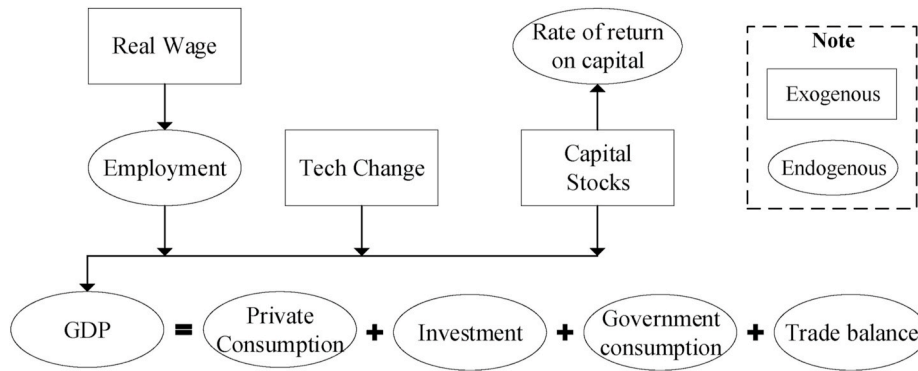 Real Wage
Rate of return
on capital
Note
Exogenous
Employment
Tech Change
Capital
Stocks
Endogenous
GDP
=
Private
Consumption
+
Investment
+
Government
consumption
+
Trade balance